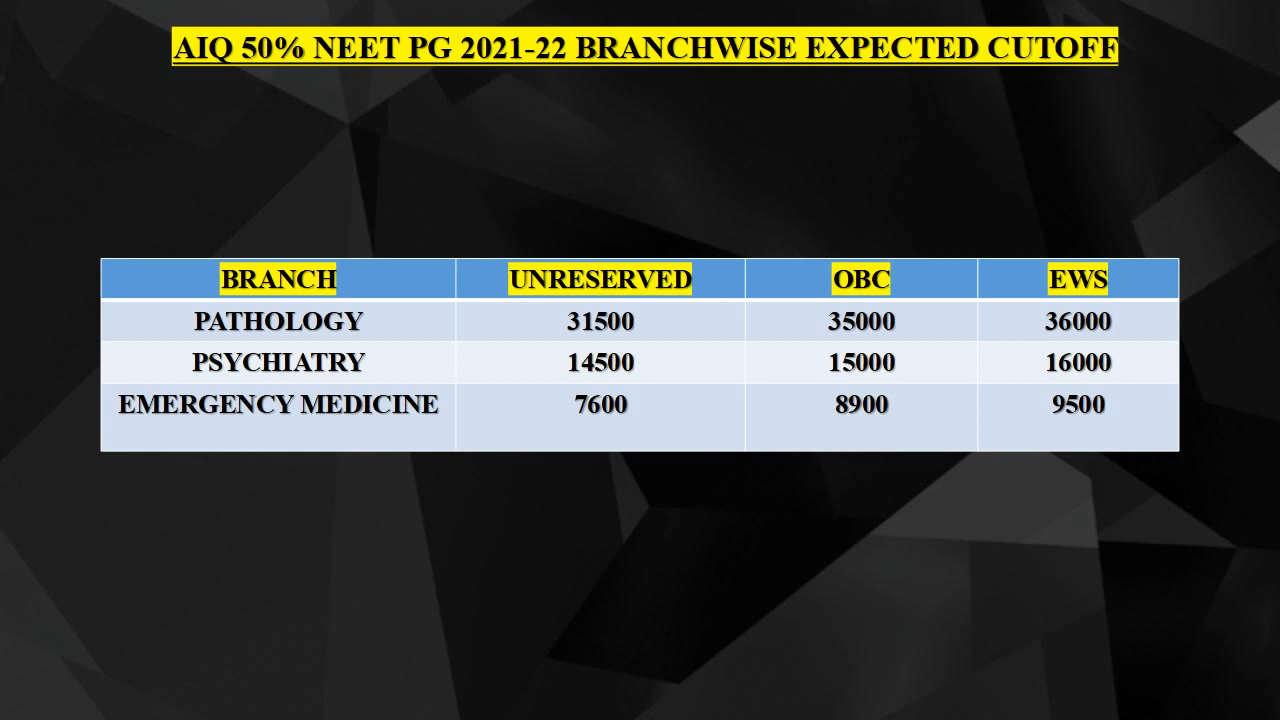 AIQ 50% NEET PG 2021-22 BRANCHWISE EXPECTED CUTOFF
BRANCH UNRESERVED OBC EWS
PATHOLOGY 31500 35000 36000
PSYCHIATRY 14500 15000 16000
EMERGENCY MEDICINE 7600 8900 9500